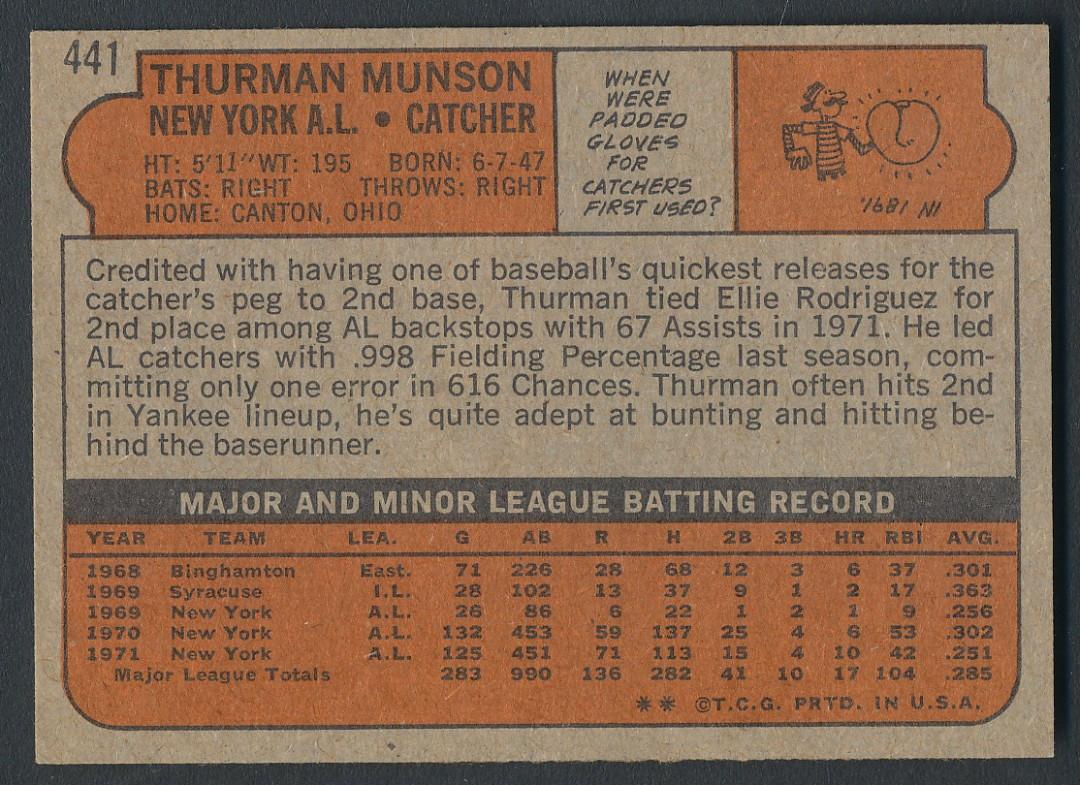 441
THURMAN MUNSON
NEW YORK A.L. • CATCHER
HT: 5'11" WT: 195 BORN: 6-7-47
BATS: RIGHT THROWS: RIGHT
HOME: CANTON, OHIO
WHEN
WERE
PADDED
GLOVES
FOR
CATCHERS
FIRST USED?
IN 1891.
Credited with having one of baseball's quickest releases for the
catcher's peg to 2nd base, Thurman tied Ellie Rodriguez for
2nd place among AL backstops with 67 Assists in 1971. He led
AL catchers with .998 Fielding Percentage last season, com-
mitting only one error in 616 Chances. Thurman often hits 2nd
in Yankee lineup, he's quite adept at bunting and hitting be-
hind the baserunner.
MAJOR AND MINOR LEAGUE BATTING RECORD
YEAR TEAM LEA. G AB R H 2B 3B HR RBI AVG.
1968 Binghamton East. 71 226 28 68 12 3 6 37 .301
1969 Syracuse I.L. 28 102 13 37 9 1 2 17 .363
1969 New York A.L. 26 86 6 22 1 2 1 9 .256
1970 New York A.L. 132 453 59 137 25 4 6 53 .302
1971 New York A.L. 125 451 71 113 15 4 10 42 .251
Major League Totals 283 990 136 282 41 10 17 104 .285
** ©T.C.G. PRTD. IN U.S.A.